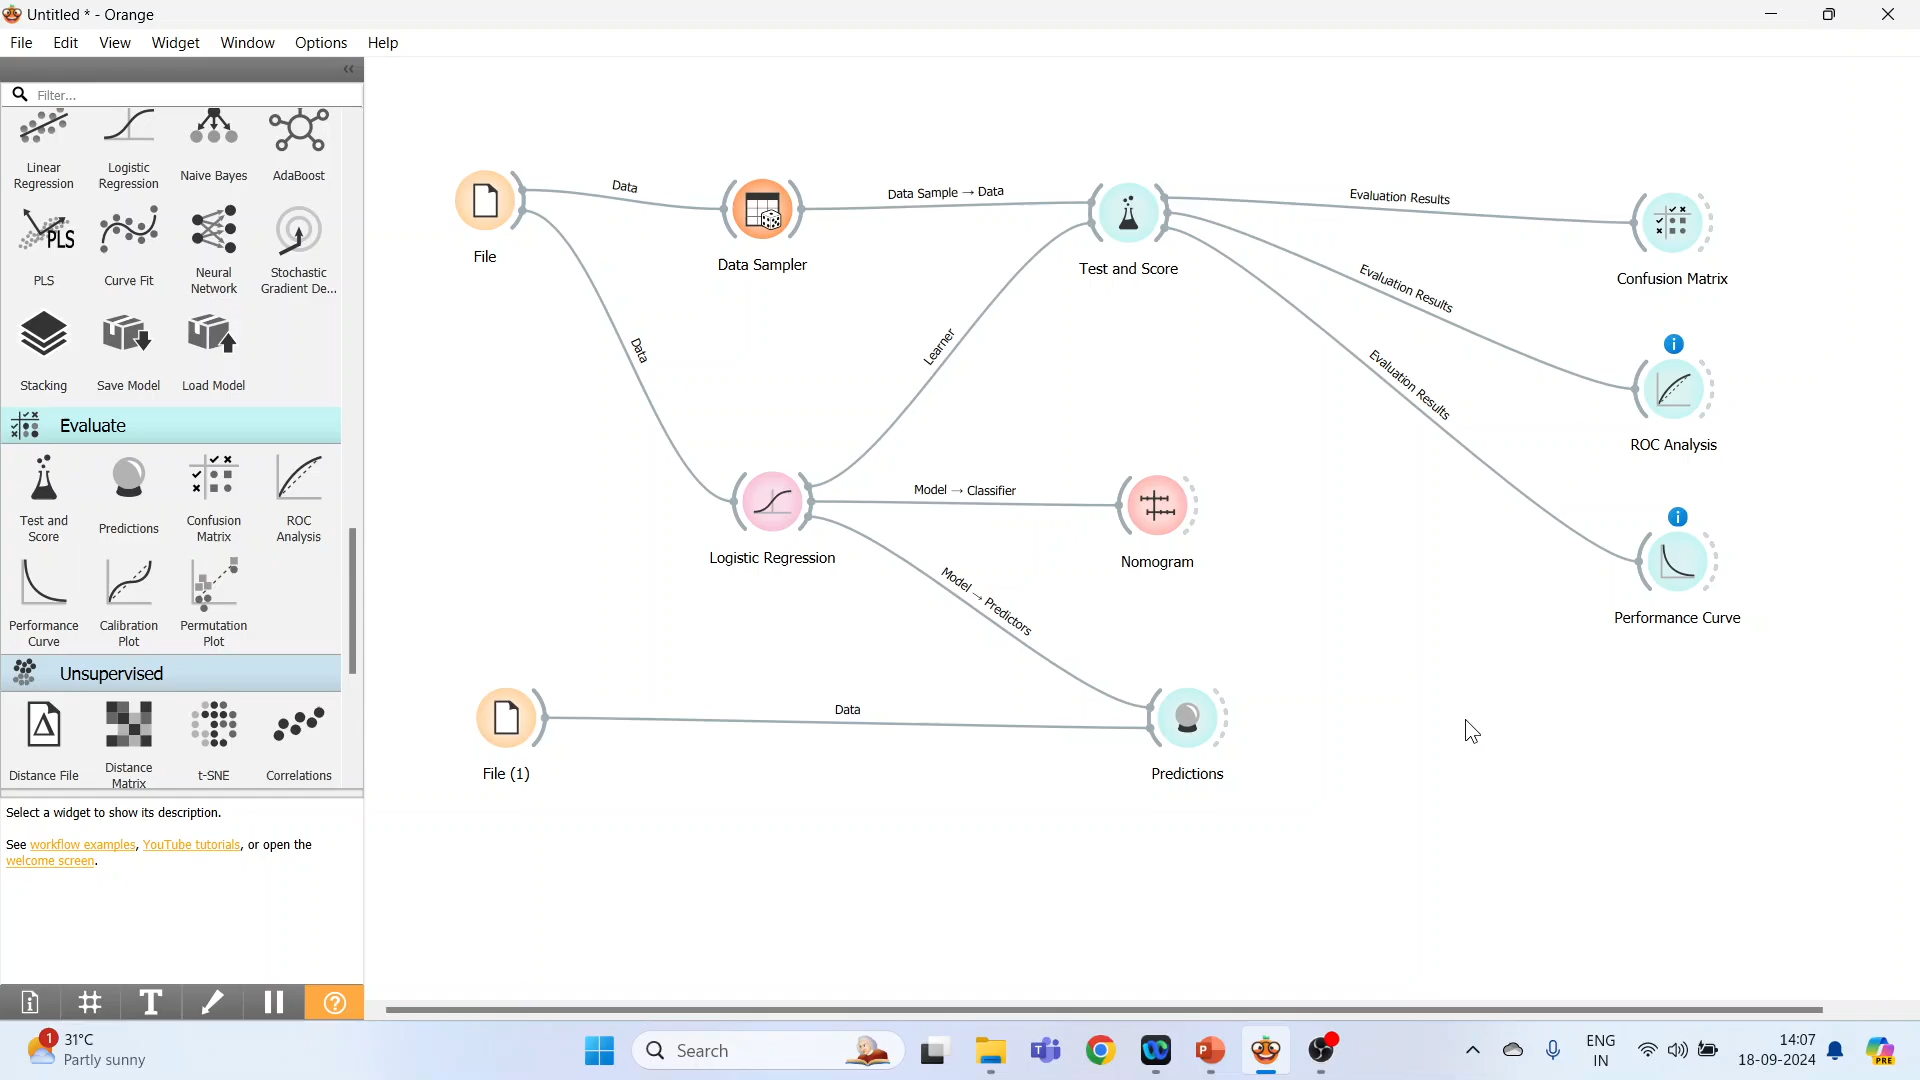 Untitled * - Orange
File Edit View Widget Window Options Help
Filter...
Linear Regression
Logistic Regression
Naive Bayes
AdaBoost
PLS
PLS
Curve Fit
Neural Network
Stochastic Gradient De...
Stacking
Save Model
Load Model
Evaluate
Test and Score
Predictions
Confusion Matrix
ROC Analysis
Performance Curve
Calibration Plot
Permutation Plot
Unsupervised
Distance File
Distance Matrix
t-SNE
Correlations
Select a widget to show its description.
See workflow examples, YouTube tutorials, or open the
welcome screen.
File
Data
Data Sampler
Data Sample → Data
Test and Score
Evaluation Results
Confusion Matrix
Evaluation Results
ROC Analysis
Evaluation Results
Performance Curve
Data
Learner
Logistic Regression
Model → Classifier
Nomogram
Model → Predictors
File (1)
Data
Predictions
1
31°C
Partly sunny
Search
ENG
IN
14:07
18-09-2024
PRE